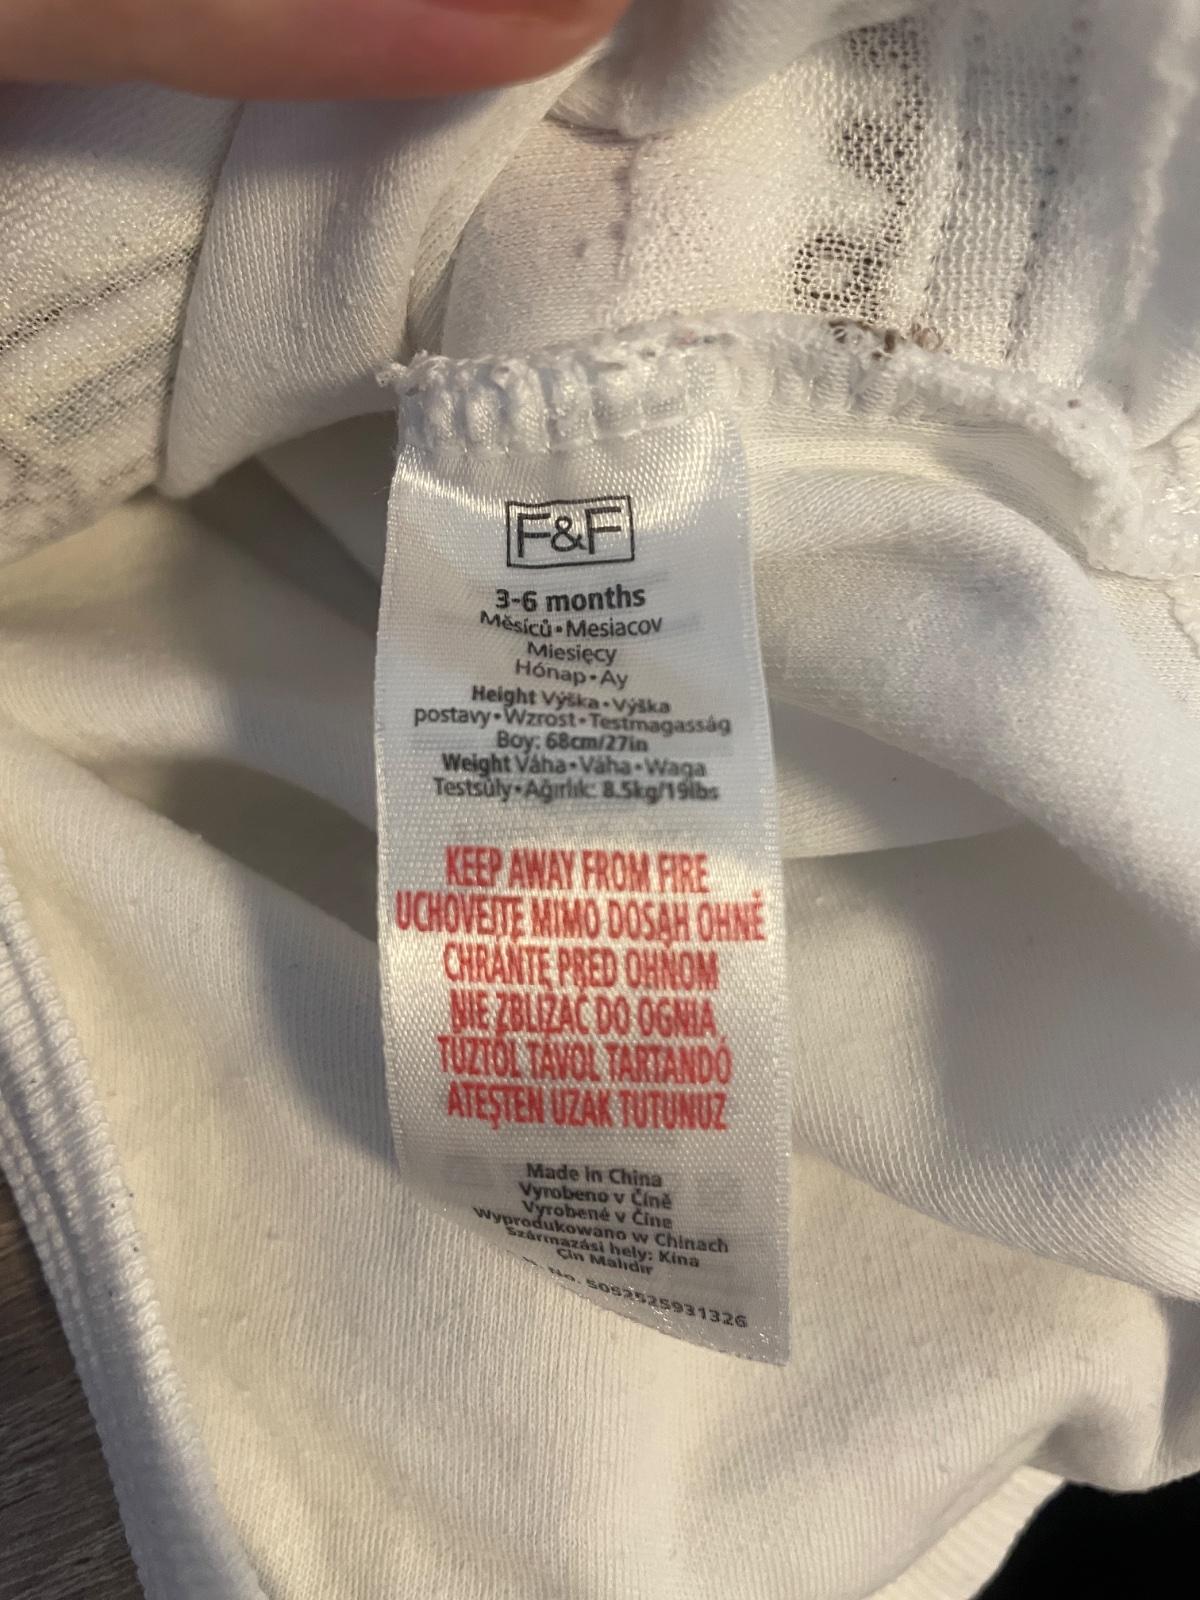 F&F
3-6 months
Měsíců • Mesiacov
Miesięcy
Hónap • Ay
Height Výška • Výška
postavy • Wzrost • Testmagasság
Boy: 68cm/27in
Weight Váha • Váha • Waga
Testsúly • Ağırlık: 8.5kg/19lbs
KEEP AWAY FROM FIRE
UCHOVEJTE MIMO DOSAH OHNĚ
CHRÁŇTE PRED OHŇOM
NIE ZBLIŻAĆ DO OGNIA
TŰZTŐL TÁVOL TARTANDÓ
ATEŞTEN UZAK TUTUNUZ
Made in China
Vyrobeno v Číně
Vyrobené v Číne
Wyprodukowano w Chinach
Származási hely: Kína
Çin Malıdır
No. 5052525931326